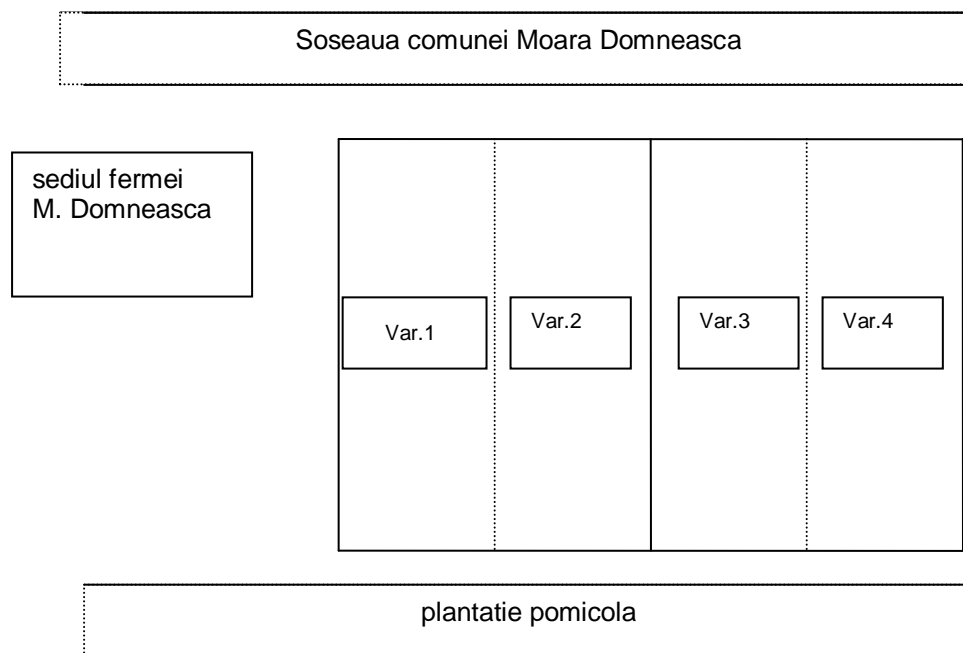 Soseaua comunei Moara Domneasca
sediul fermei
M. Domneasca
Var.1
Var.2
Var.3
Var.4
plantatie pomicola